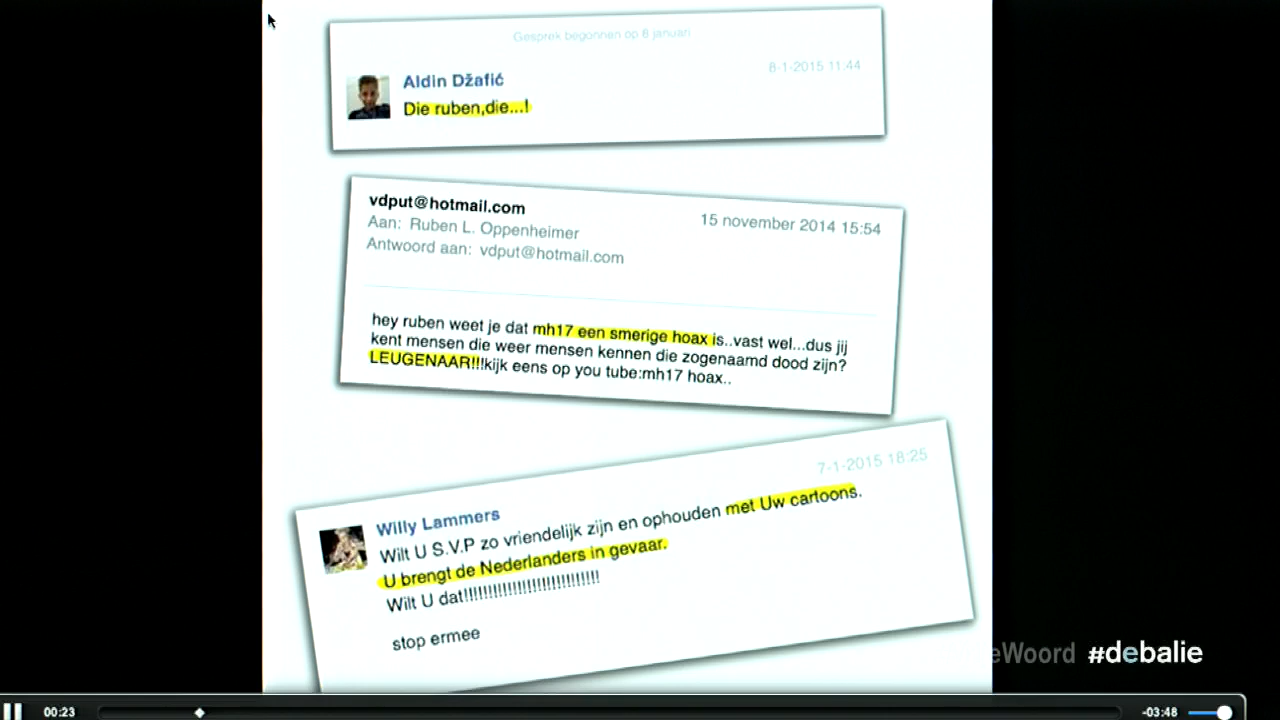 Gesprek begonnen op 8 januari
8-1-2015 11.44
Aldin Džafić
Die ruben,die...!
vdput@hotmail.com
15 november 2014 15:54
Aan: Ruben L. Oppenheimer
Antwoord aan: vdput@hotmail.com
hey ruben weet je dat mh17 een smerige hoax is..vast wel...dus jij
kent mensen die weer mensen kennen die zogenaamd dood zijn?
LEUGENAAR!!!kijk eens op you tube:mh17 hoax..
7-1-2015 18:25
Willy Lammers
Wilt U S.V.P zo vriendelijk zijn en ophouden met Uw cartoons.
U brengt de Nederlanders in gevaar.
Wilt U dat!!!!!!!!!!!!!!!!!!!!!!!!!!!!
stop ermee
eWoord #debalie
00:23
-03:48